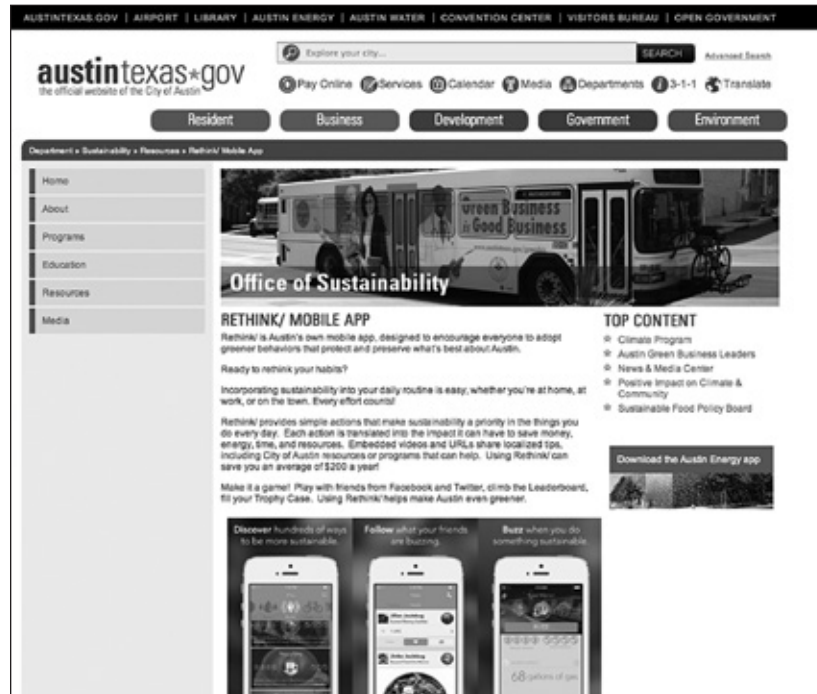 AUSTINTEXAS.GOV | AIRPORT | LIBRARY | AUSTIN ENERGY | AUSTIN WATER | CONVENTION CENTER | VISITORS BUREAU | OPEN GOVERNMENT
Explore your city...
SEARCH
Advanced Search
austintexas*gov
the official website of the City of Austin
Pay Online Services Calendar Media Departments 3-1-1 Translate
Resident Business Development Government Environment
Department » Sustainability » Resources » Rethink/ Mobile App
Home
About
Programs
Education
Resources
Media
Green Business
is Good Business
Office of Sustainability
RETHINK/ MOBILE APP
Rethink/ is Austin's own mobile app, designed to encourage everyone to adopt
greener behaviors that protect and preserve what's best about Austin.
Ready to rethink your habits?
Incorporating sustainability into your daily routine is easy, whether you're at home, at
work, or on the town. Every effort counts!
Rethink/ provides simple actions that make sustainability a priority in the things you
do every day. Each action is translated into the impact it can have to save money,
energy, time, and resources. Embedded videos and URLs share localized tips,
including City of Austin resources or programs that can help. Using Rethink/ can
save you an average of $200 a year!
Make it a game! Play with friends from Facebook and Twitter, climb the Leaderboard,
fill your Trophy Case. Using Rethink/ helps make Austin even greener.
TOP CONTENT
Climate Program
Austin Green Business Leaders
News & Media Center
Positive Impact on Climate &
Community
Sustainable Food Policy Board
Download the Austin Energy app
Discover hundreds of ways
to be more sustainable.
Follow what your friends
are buzzing.
Buzz when you do
something sustainable.
68 gallons of gas